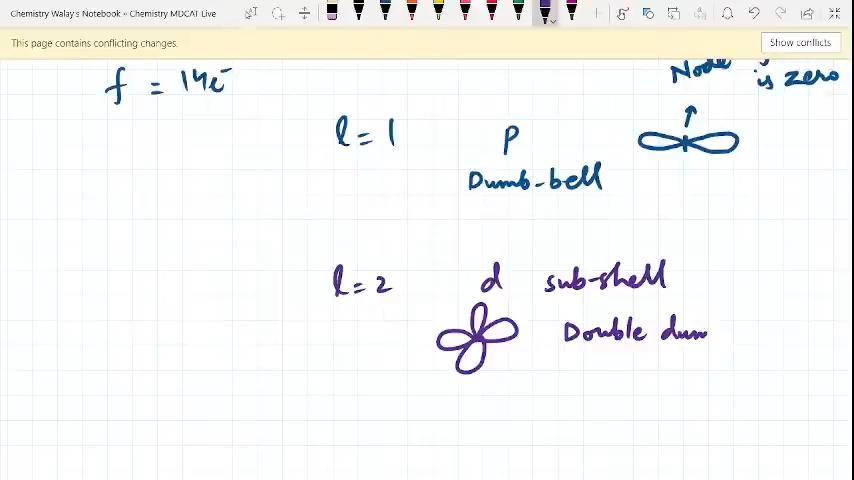 Chemistry Walay's Notebook » Chemistry MDCAT Live
This page contains conflicting changes.
Show conflicts
Node
is zero
f = 14e⁻
l = 1
p
Dumb-bell
l = 2
d sub-shell
Double dum